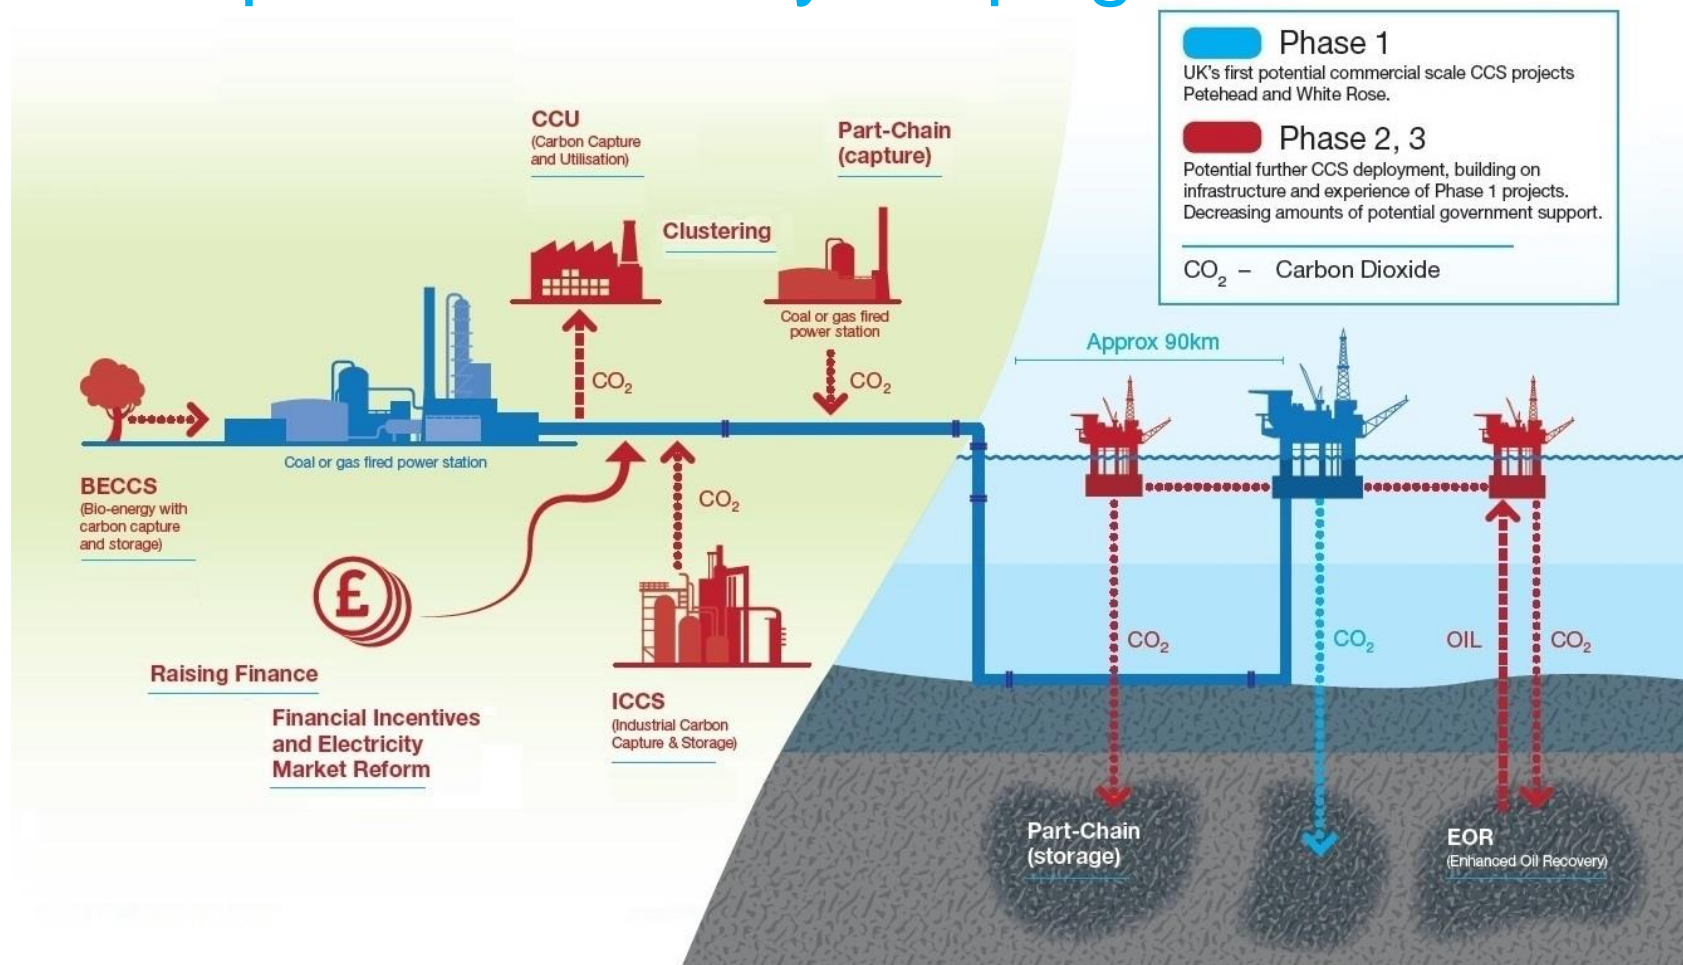 Phase 1
UK's first potential commercial scale CCS projects
Petehead and White Rose.
Phase 2, 3
Potential further CCS deployment, building on
infrastructure and experience of Phase 1 projects.
Decreasing amounts of potential government support.
CO₂ – Carbon Dioxide
CCU
(Carbon Capture
and Utilisation)
Part-Chain
(capture)
Clustering
Coal or gas fired
power station
CO₂
CO₂
Approx 90km
Coal or gas fired power station
BECCS
(Bio-energy with
carbon capture
and storage)
CO₂
£
Raising Finance
Financial Incentives
and Electricity
Market Reform
ICCS
(Industrial Carbon
Capture & Storage)
CO₂
CO₂
OIL
CO₂
Part-Chain
(storage)
EOR
(Enhanced Oil Recovery)